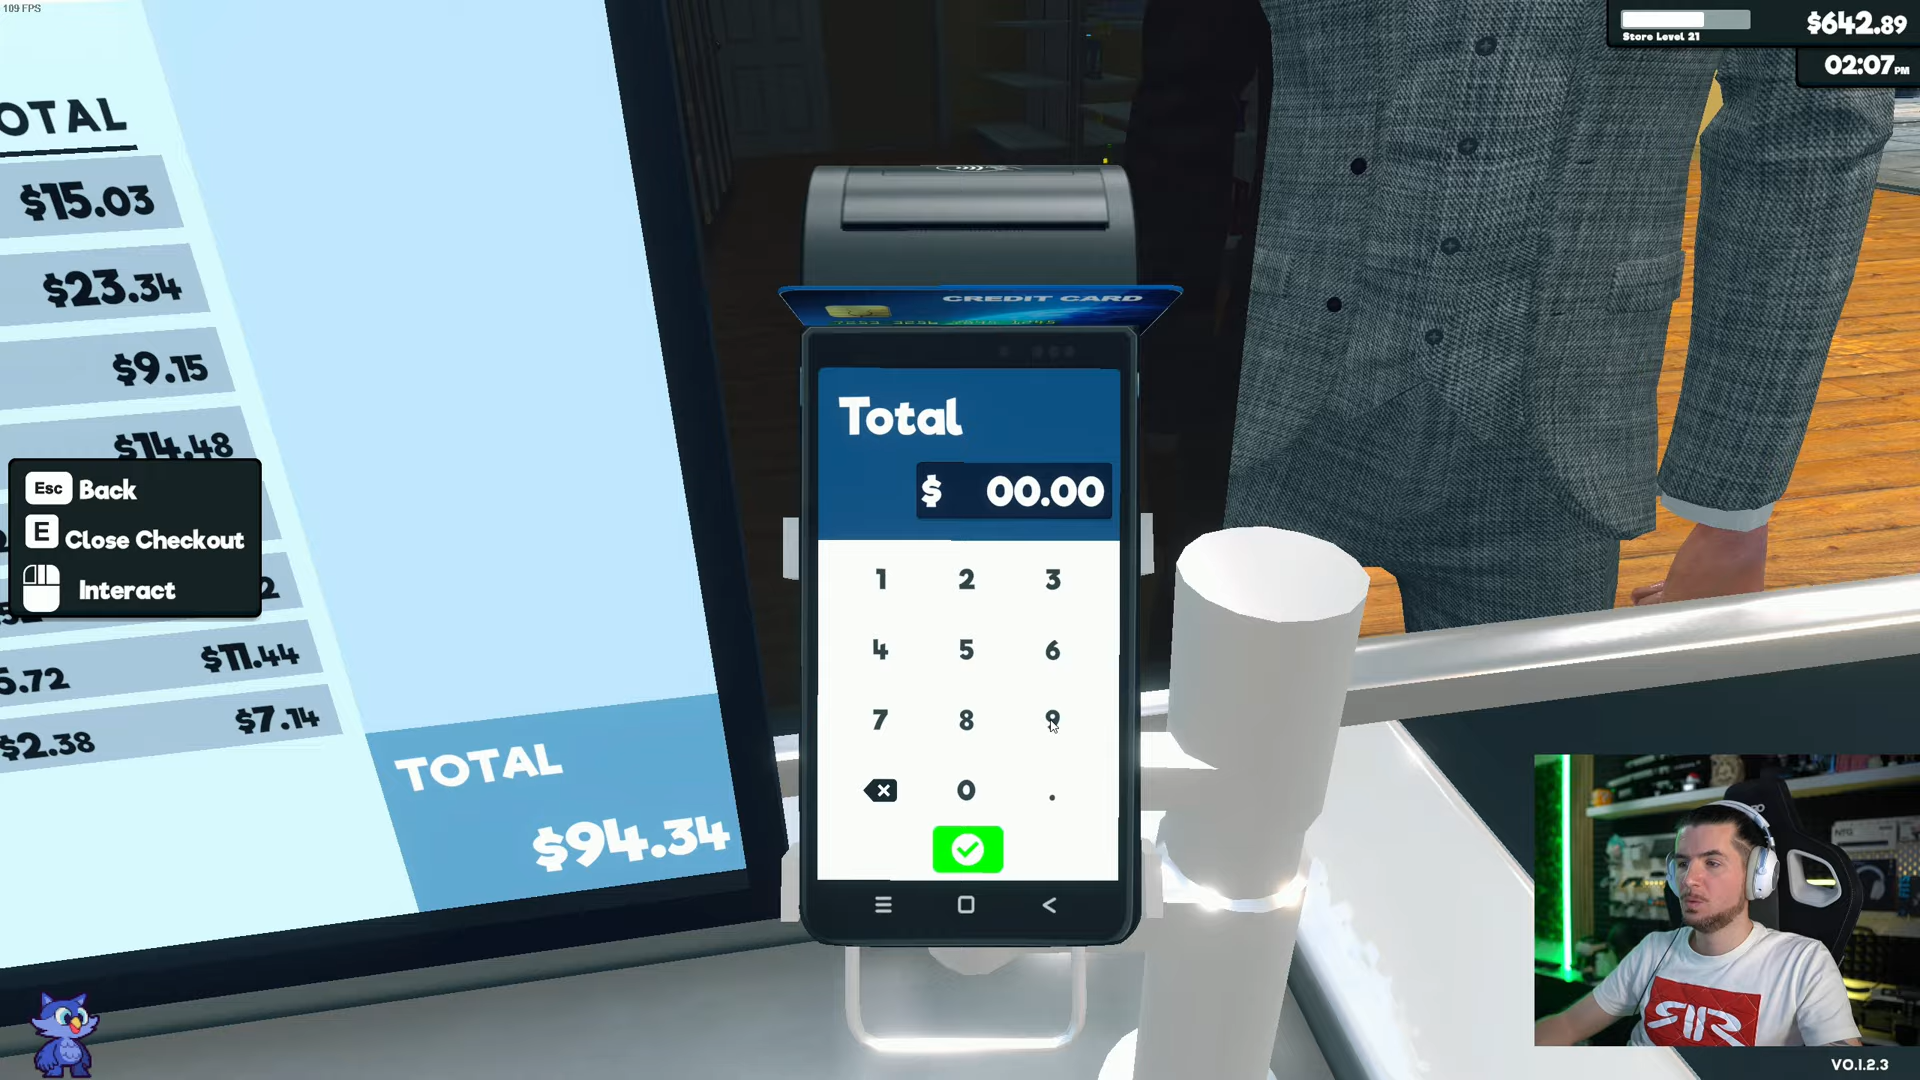 109 FPS
$642.89
Store Level 21
02:07PM
OTAL
$15.03
$23.34
$9.15
$14.48
Esc Back
E Close Checkout
Interact
2
5.72 $11.44
$2.38 $7.14
TOTAL
$94.34
CREDIT CARD
Total
$ 00.00
1 2 3
4 5 6
7 8 9
0 .
V0.1.2.3